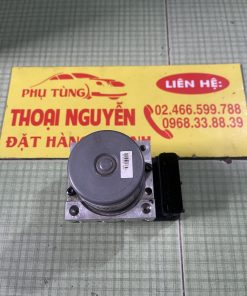 PHỤ TÙNG
THOẠI NGUYỄN
ĐẶT HÀNG
LIÊN HỆ:
02.466.599.788
0968.33.88.39